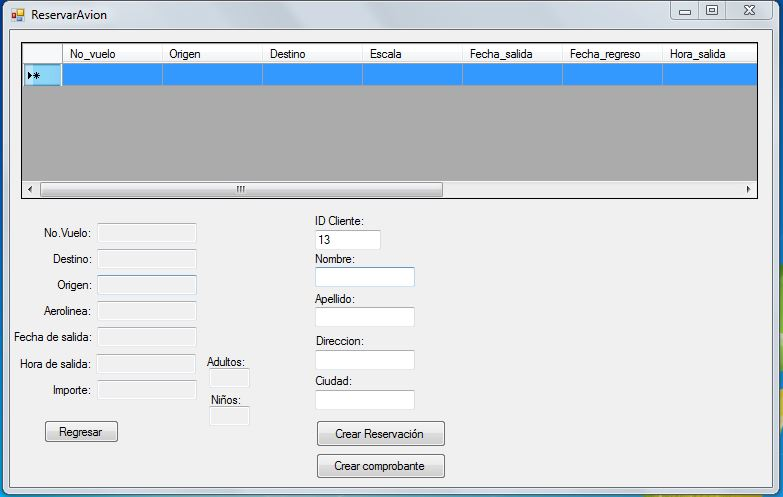 ReservarAvion
No_vuelo Origen Destino Escala Fecha_salida Fecha_regreso Hora_salida
No.Vuelo:
Destino:
Origen:
Aerolinea:
Fecha de salida:
Hora de salida:
Importe:
Adultos:
Niños:
Regresar
ID Cliente:
13
Nombre:
Apellido:
Direccion:
Ciudad:
Crear Reservación
Crear comprobante